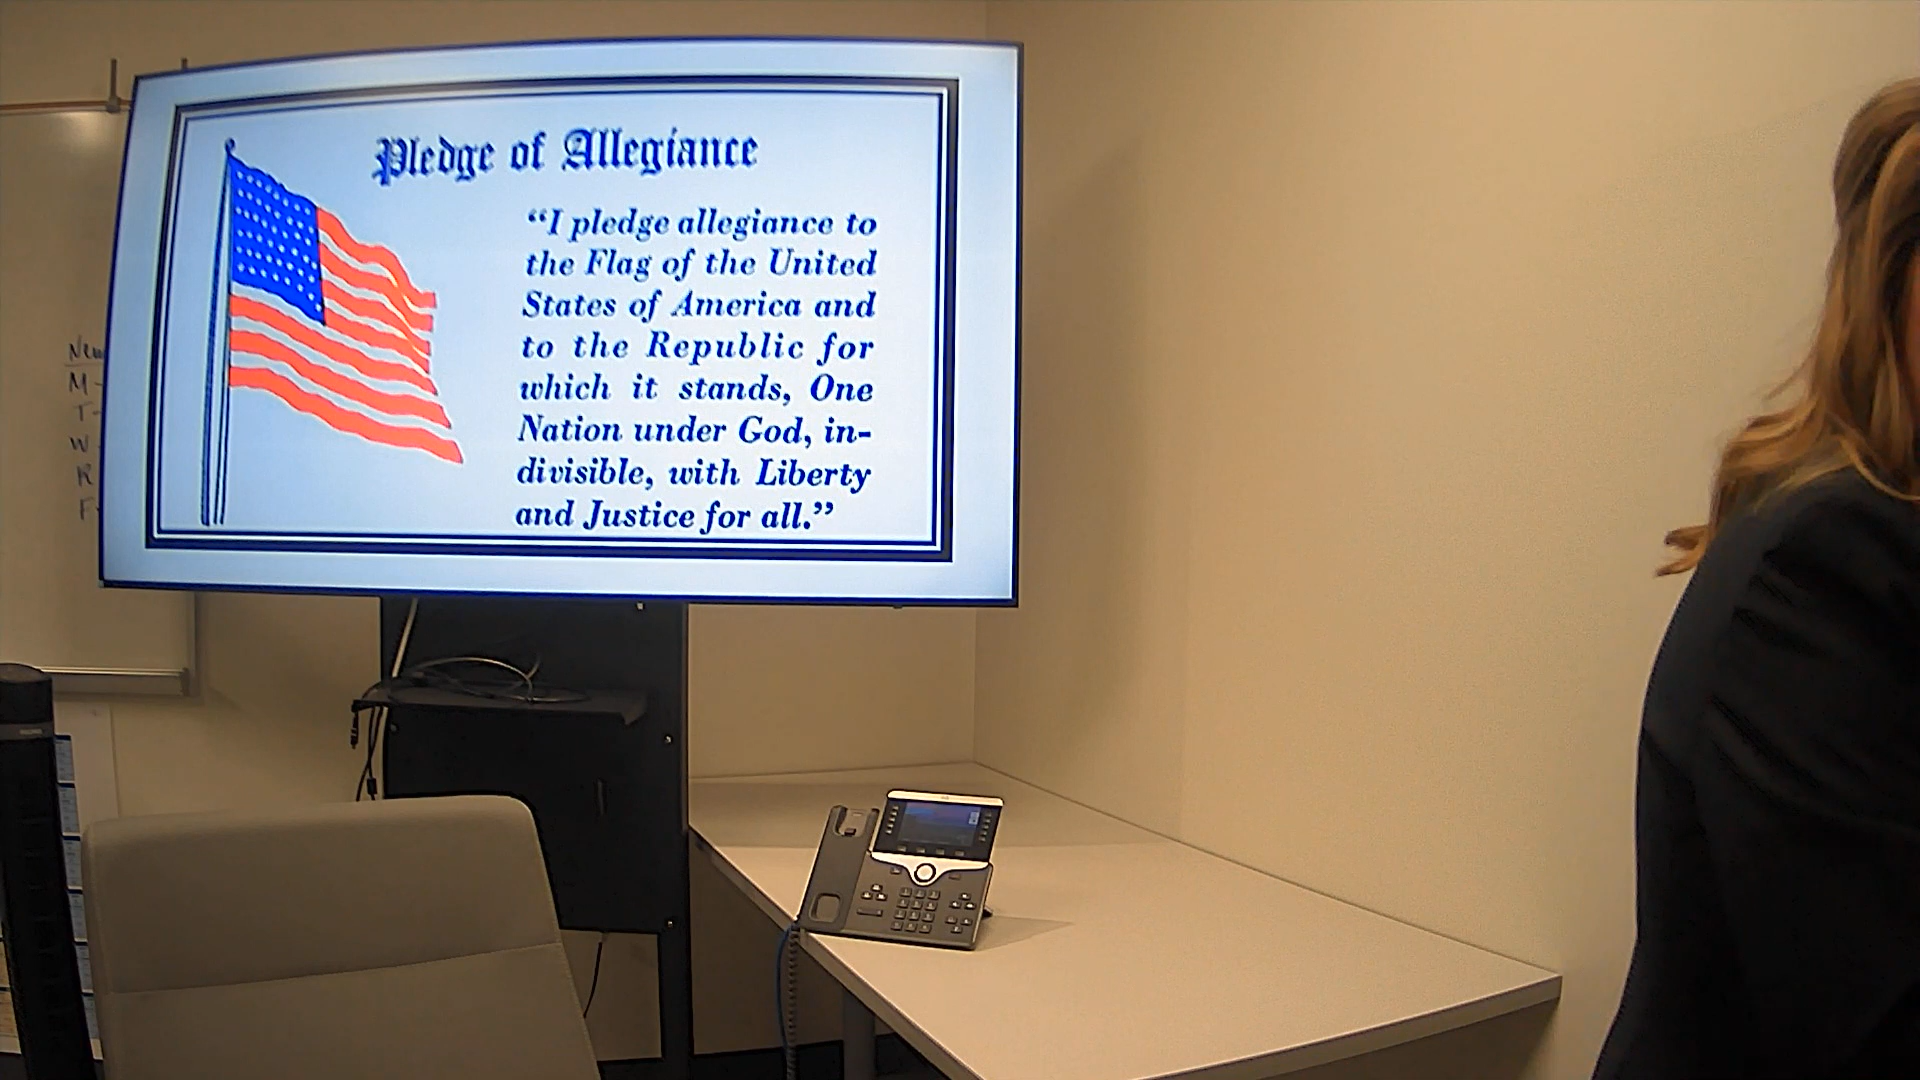 Pledge of Allegiance
“I pledge allegiance to
the Flag of the United
States of America and
to the Republic for
which it stands, One
Nation under God, in-
divisible, with Liberty
and Justice for all.”
New
M-
T-
W
R
F